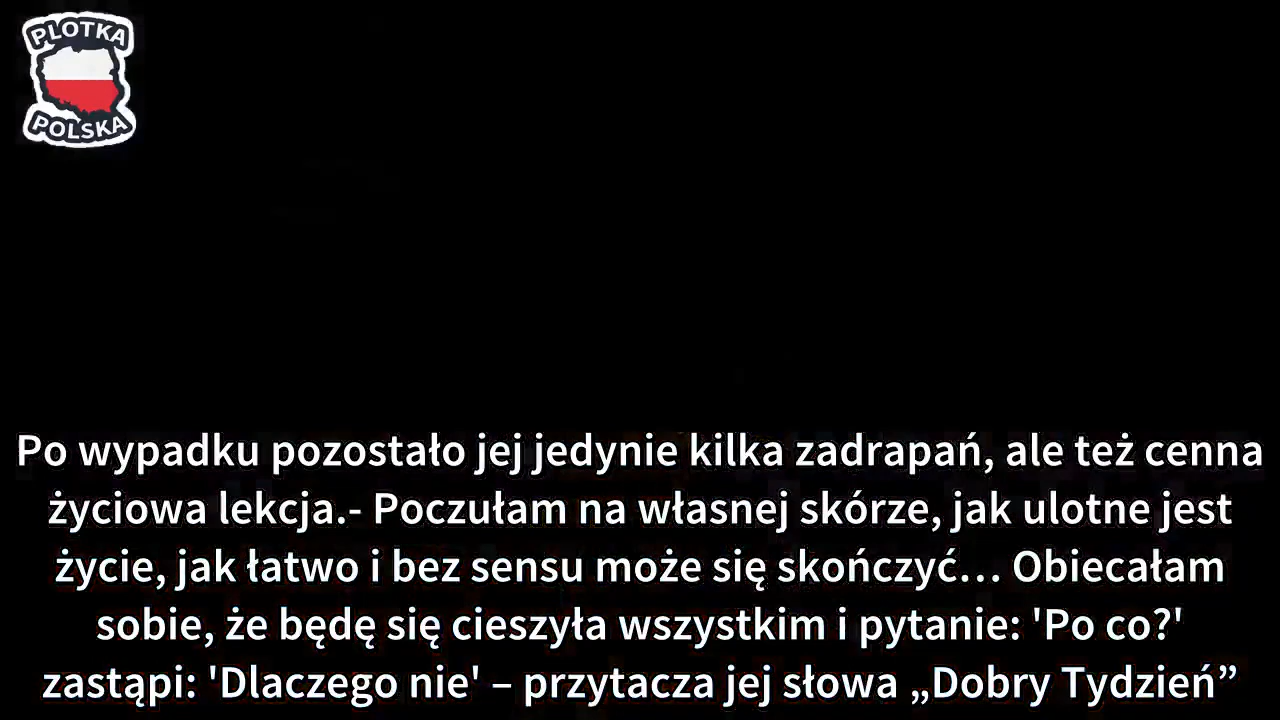 PLOTKA
POLSKA
Po wypadku pozostało jej jedynie kilka zadrapań, ale też cenna
życiowa lekcja.- Poczułam na własnej skórze, jak ulotne jest
życie, jak łatwo i bez sensu może się skończyć… Obiecałam
sobie, że będę się cieszyła wszystkim i pytanie: 'Po co?'
zastąpi: 'Dlaczego nie' – przytacza jej słowa „Dobry Tydzień”